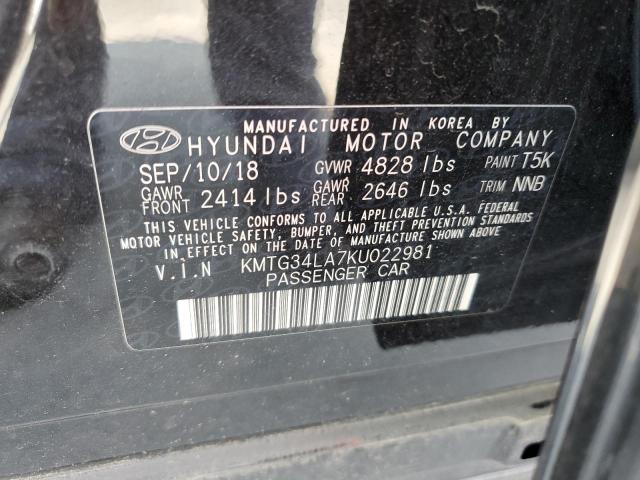 MANUFACTURED IN KOREA BY
HYUNDAI MOTOR COMPANY
SEP/10/18 GVWR 4828 lbs PAINT T5K
GAWR FRONT 2414 lbs GAWR REAR 2646 lbs TRIM NNB
THIS VEHICLE CONFORMS TO ALL APPLICABLE U.S.A. FEDERAL
MOTOR VEHICLE SAFETY, BUMPER, AND THEFT PREVENTION STANDARDS
IN EFFECT ON THE DATE OF MANUFACTURE SHOWN ABOVE.
V.I.N KMTG34LA7KU022981
PASSENGER CAR